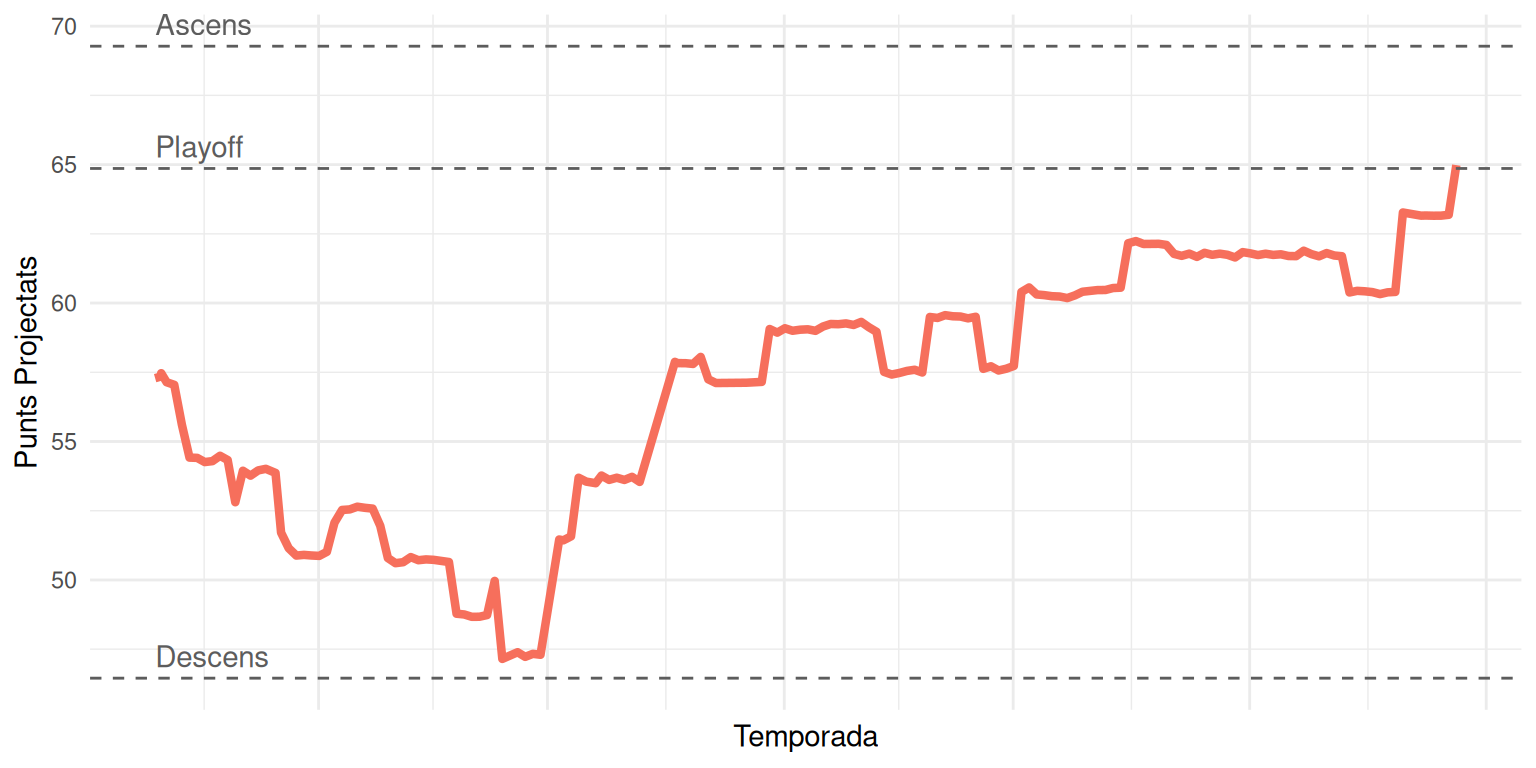 70
Ascens
Playoff
65
60
Punts Projectats
55
50
Descens
Temporada